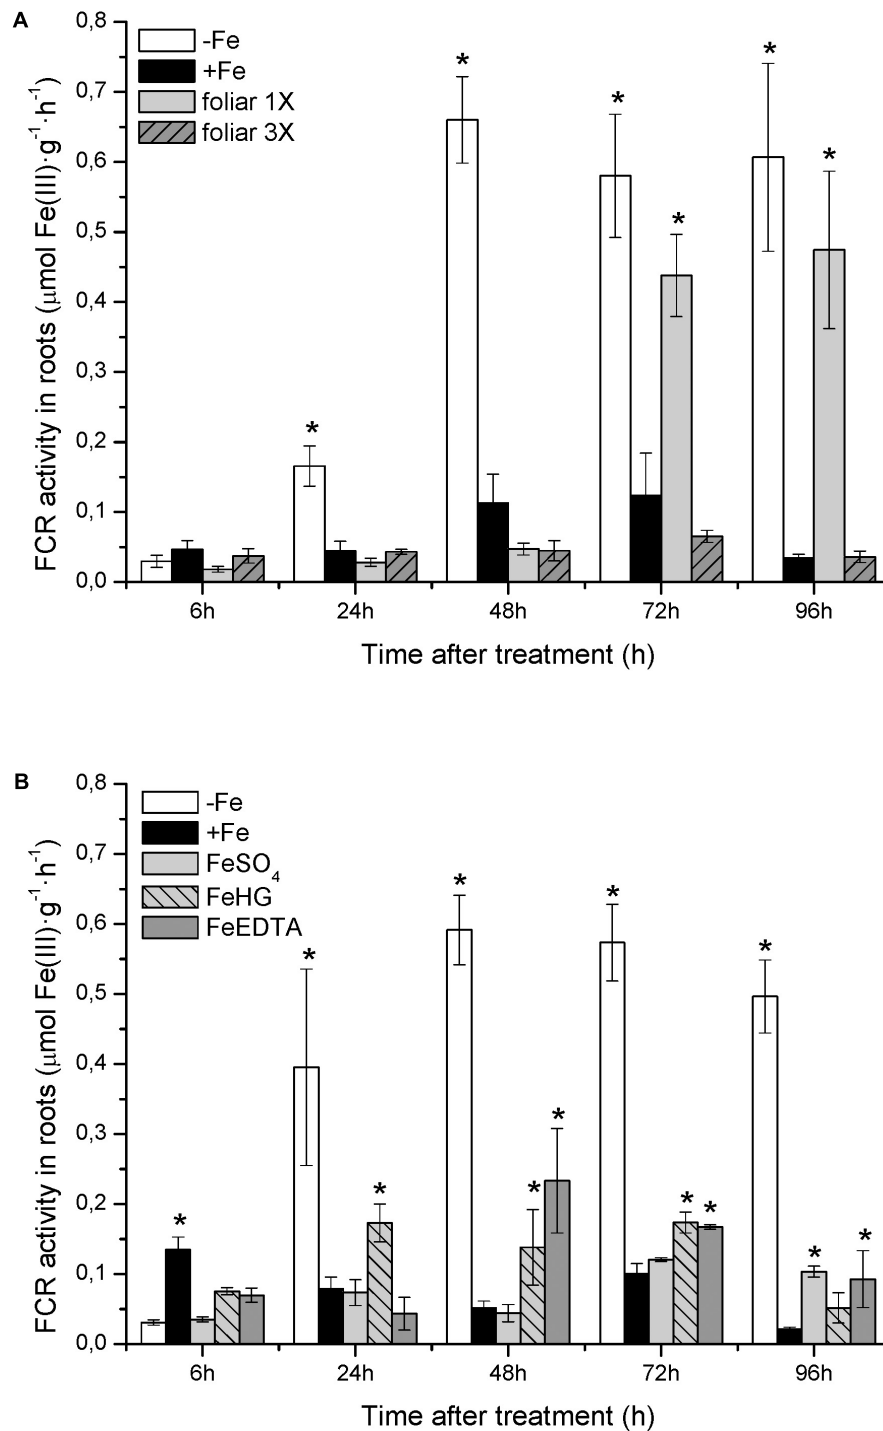 A
0,8
0,7
0,6
0,5
0,4
0,3
0,2
0,1
0,0
FCR activity in roots (μmol Fe(III)·g⁻¹·h⁻¹)
-Fe
+Fe
foliar 1X
foliar 3X
*
*
*
*
*
*
6h
24h
48h
72h
96h
Time after treatment (h)
B
0,8
0,7
0,6
0,5
0,4
0,3
0,2
0,1
0,0
FCR activity in roots (μmol Fe(III)·g⁻¹·h⁻¹)
-Fe
+Fe
FeSO₄
FeHG
FeEDTA
*
*
*
*
*
*
*
*
*
*
*
*
6h
24h
48h
72h
96h
Time after treatment (h)